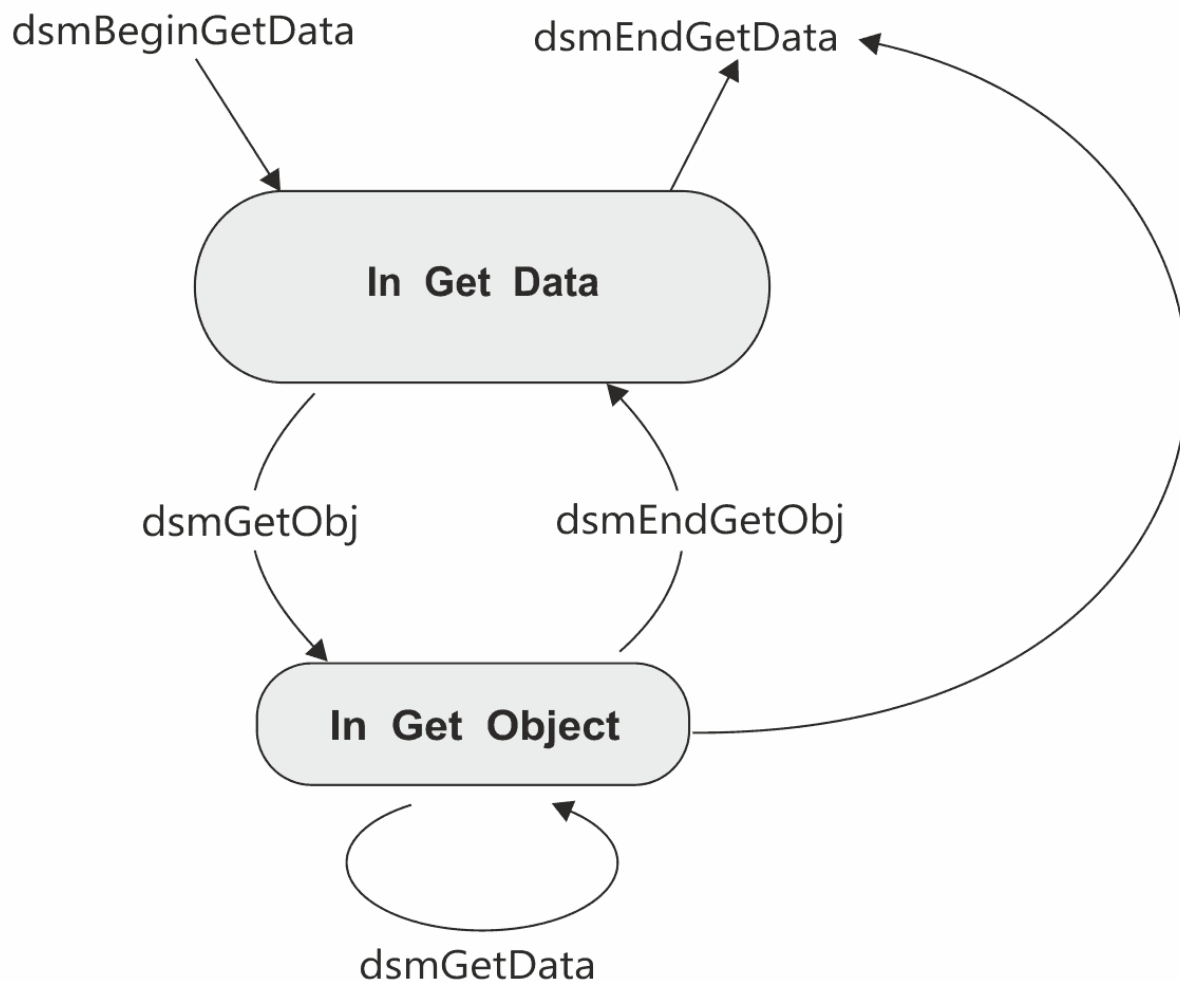 dsmBeginGetData
dsmEndGetData
In Get Data
dsmGetObj
dsmEndGetObj
In Get Object
dsmGetData